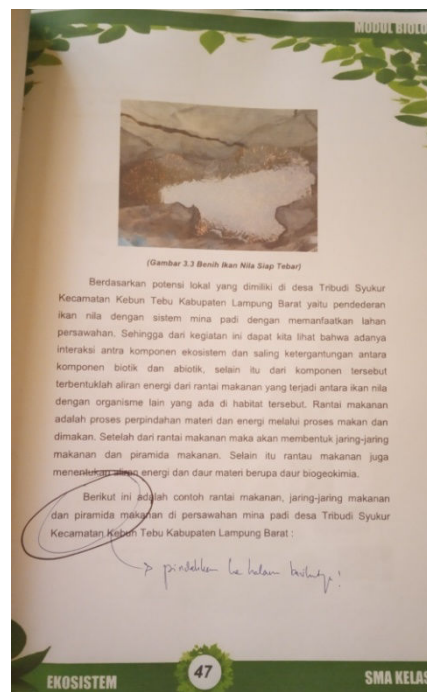 MODUL BIOLO
(Gambar 3.3 Benih Ikan Nila Siap Tebar)
Berdasarkan potensi lokal yang dimiliki di desa Tribudi Syukur
Kecamatan Kebun Tebu Kabupaten Lampung Barat yaitu pendederan
ikan nila dengan sistem mina padi dengan memanfaatkan lahan
persawahan. Sehingga dari kegiatan ini dapat kita lihat bahwa adanya
interaksi antra komponen ekosistem dan saling ketergantungan antara
komponen biotik dan abiotik, selain itu dari komponen tersebut
terbentuklah aliran energi dari rantai makanan yang terjadi antara ikan nila
dengan organisme lain yang ada di habitat tersebut. Rantai makanan
adalah proses perpindahan materi dan energi melalui proses makan dan
dimakan. Setelah dari rantai makanan maka akan membentuk jaring-jaring
makanan dan piramida makanan. Selain itu rantau makanan juga
menentukan aliran energi dan daur materi berupa daur biogeokimia.
Berikut ini adalah contoh rantai makanan, jaring-jaring makanan
dan piramida makanan di persawahan mina padi desa Tribudi Syukur
Kecamatan Kebun Tebu Kabupaten Lampung Barat :
pindahkan ke halam berikutnya!
EKOSISTEM
47
SMA KELAS